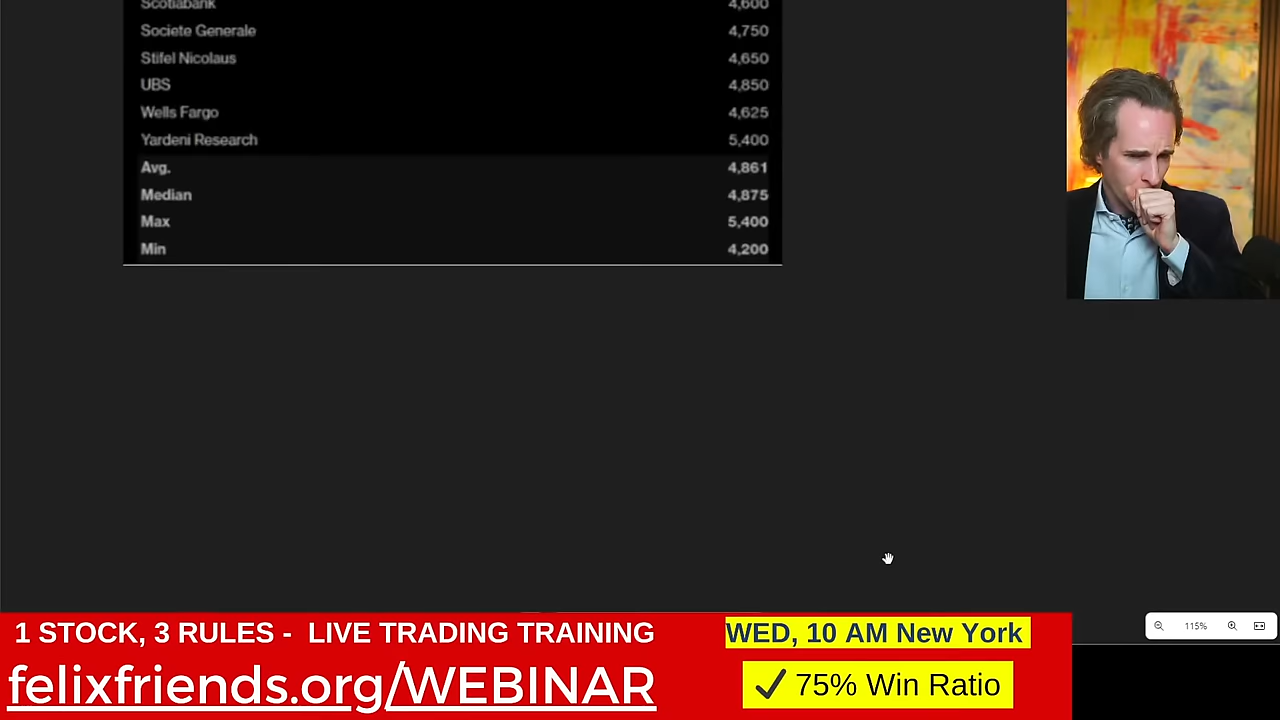 Scotiabank 4,600
Societe Generale 4,750
Stifel Nicolaus 4,650
UBS 4,850
Wells Fargo 4,625
Yardeni Research 5,400
Avg. 4,861
Median 4,875
Max 5,400
Min 4,200
115%
1 STOCK, 3 RULES - LIVE TRADING TRAINING
WED, 10 AM New York
felixfriends.org/WEBINAR
✓ 75% Win Ratio